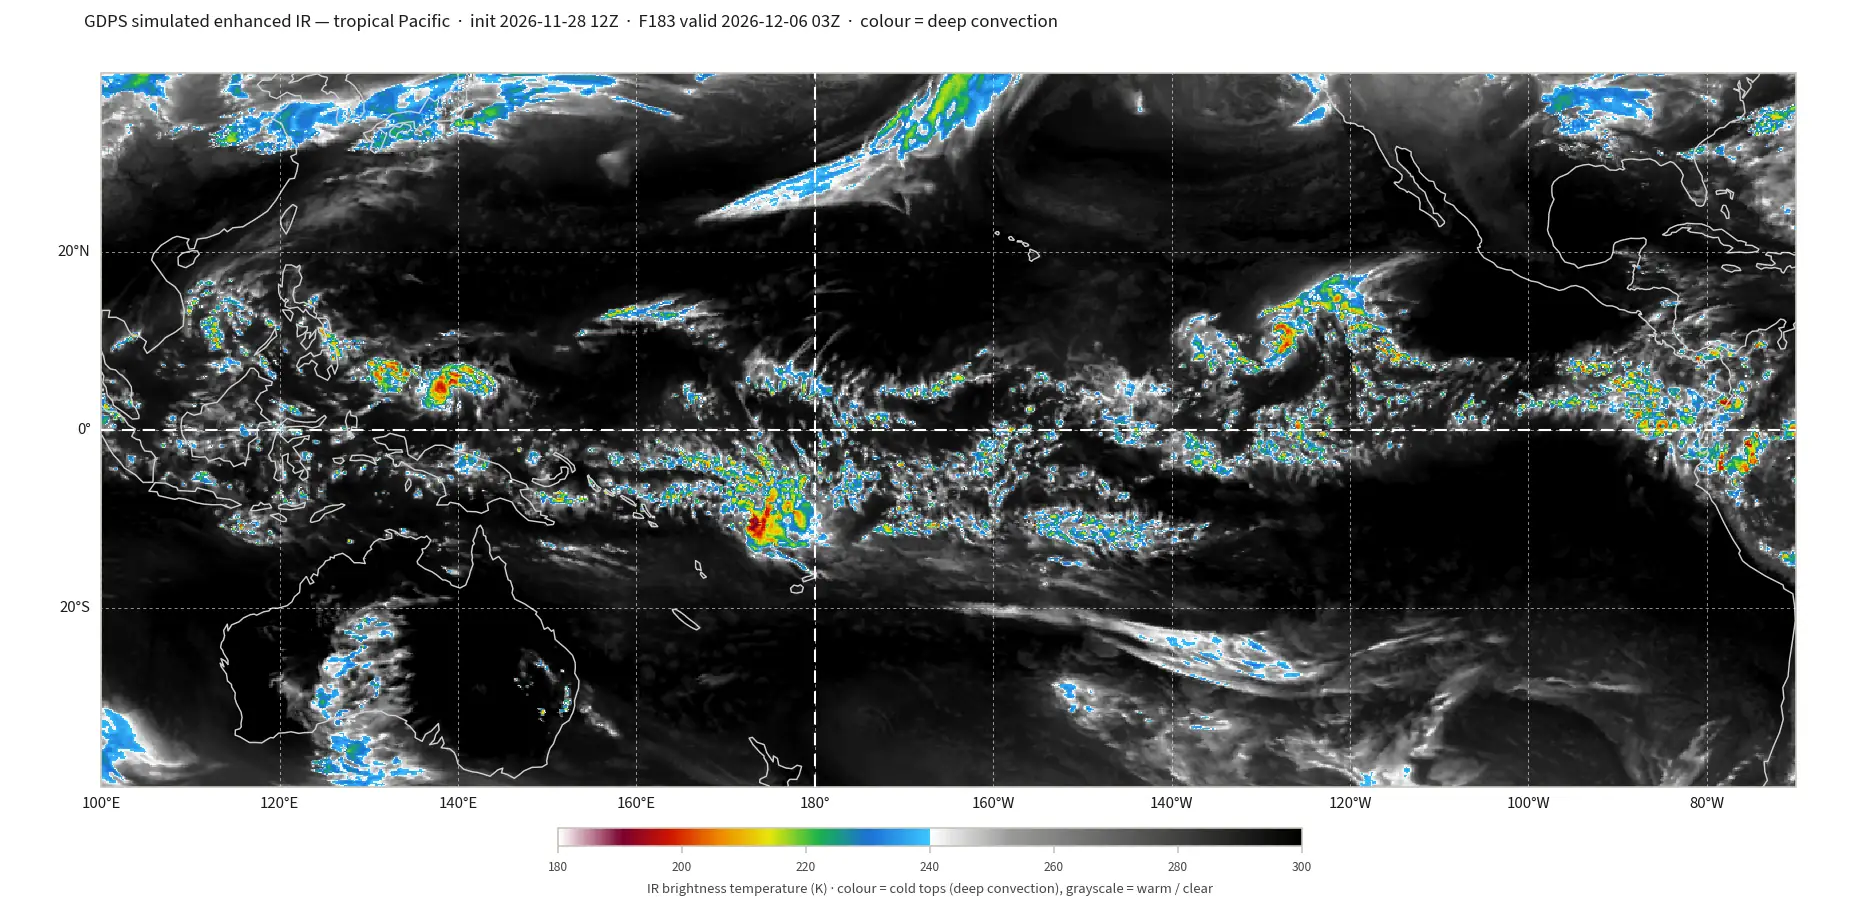 GDPS simulated enhanced IR — tropical Pacific · init 2026-11-28 12Z · F183 valid 2026-12-06 03Z · colour = deep convection
20°N
0°
20°S
100°E 120°E 140°E 160°E 180° 160°W 140°W 120°W 100°W 80°W
180 200 220 240 260 280 300
IR brightness temperature (K) · colour = cold tops (deep convection), grayscale = warm / clear